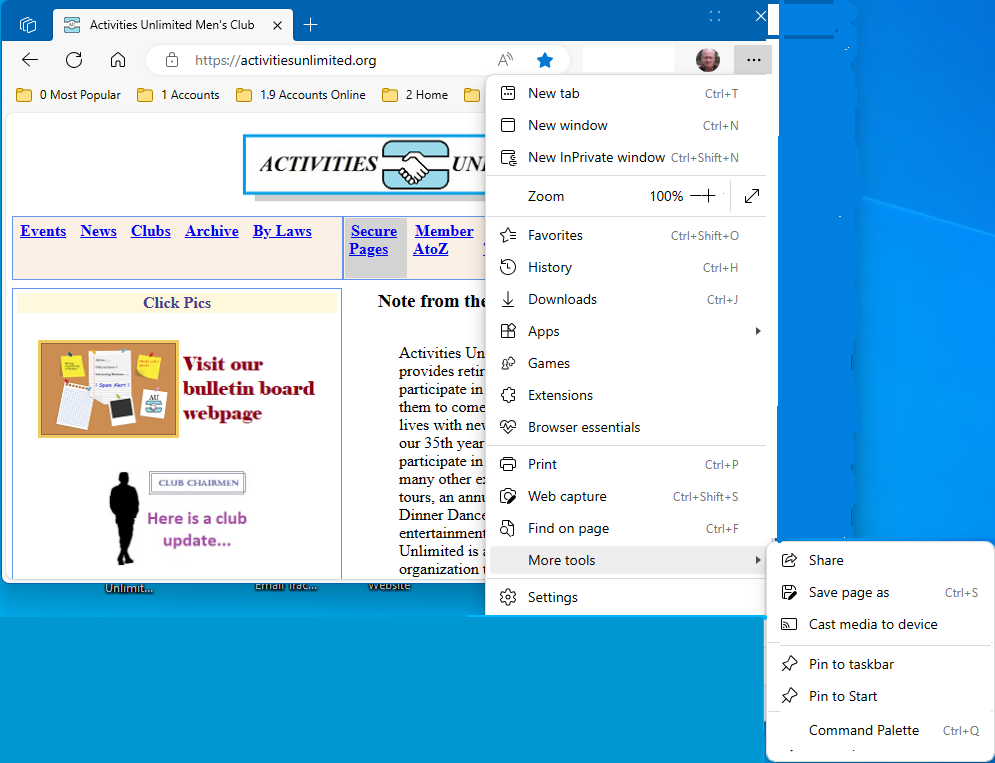 Activities Unlimited Men's Club
https://activitiesunlimited.org
0 Most Popular
1 Accounts
1.9 Accounts Online
2 Home
ACTIVITIES
Events News Clubs Archive By Laws
Secure Pages
Member AtoZ
Click Pics
Visit our
bulletin board
webpage
! Spam Alert !
AU
CLUB CHAIRMEN
Here is a club
update...
Note from the
Activities Un
provides retir
participate in
them to come
lives with new
our 35th year
participate in
many other ex
tours, an annu
Dinner Dance
entertainment
Unlimited is a
organization t
New tab Ctrl+T
New window Ctrl+N
New InPrivate window Ctrl+Shift+N
Zoom 100%
Favorites Ctrl+Shift+O
History Ctrl+H
Downloads Ctrl+J
Apps
Games
Extensions
Browser essentials
Print Ctrl+P
Web capture Ctrl+Shift+S
Find on page Ctrl+F
More tools
Settings
Share
Save page as Ctrl+S
Cast media to device
Pin to taskbar
Pin to Start
Command Palette Ctrl+Q
Unlimit...
Email Trac...
Website